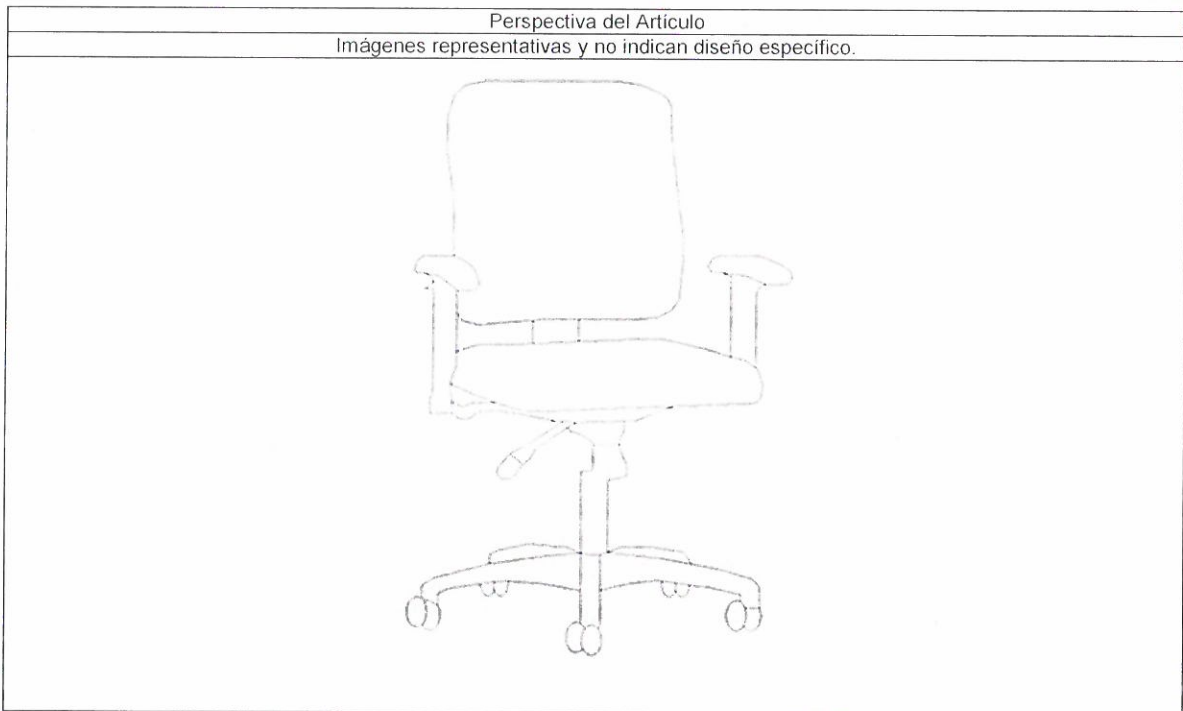 Perspectiva del Artículo
Imágenes representativas y no indican diseño específico.